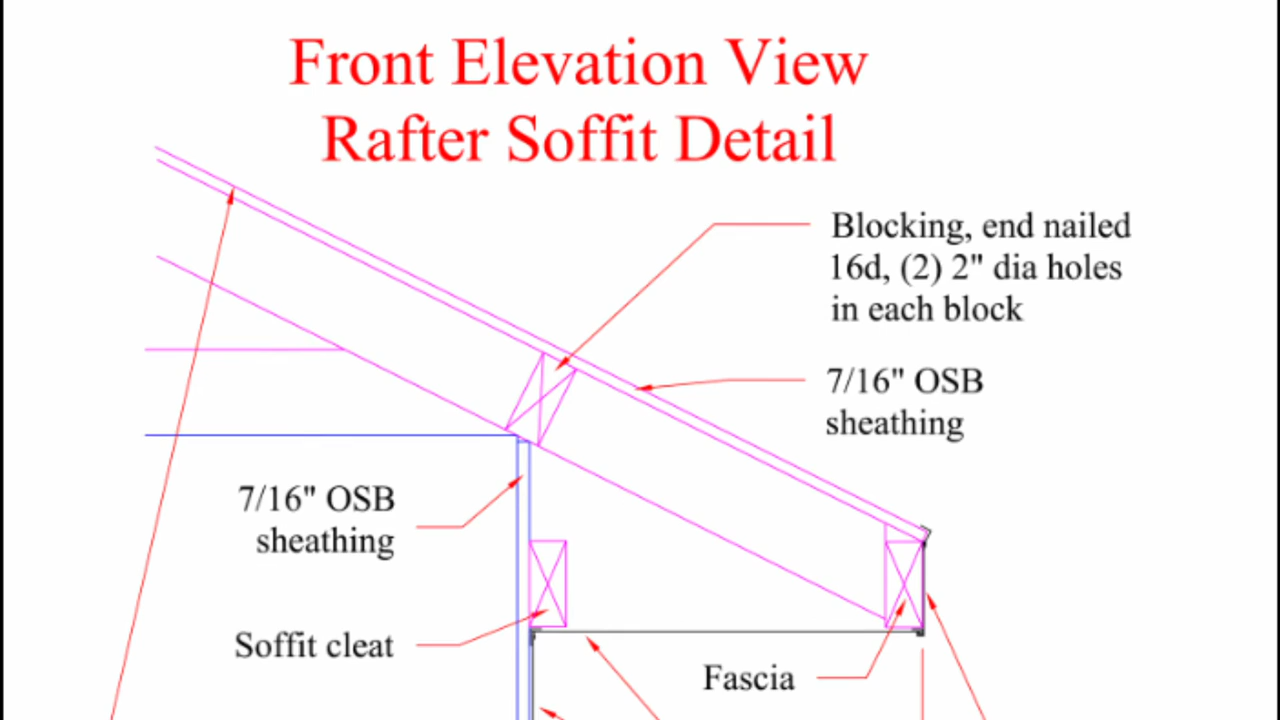 Front Elevation View
Rafter Soffit Detail
Blocking, end nailed
16d, (2) 2" dia holes
in each block
7/16" OSB
sheathing
7/16" OSB
sheathing
Soffit cleat
Fascia